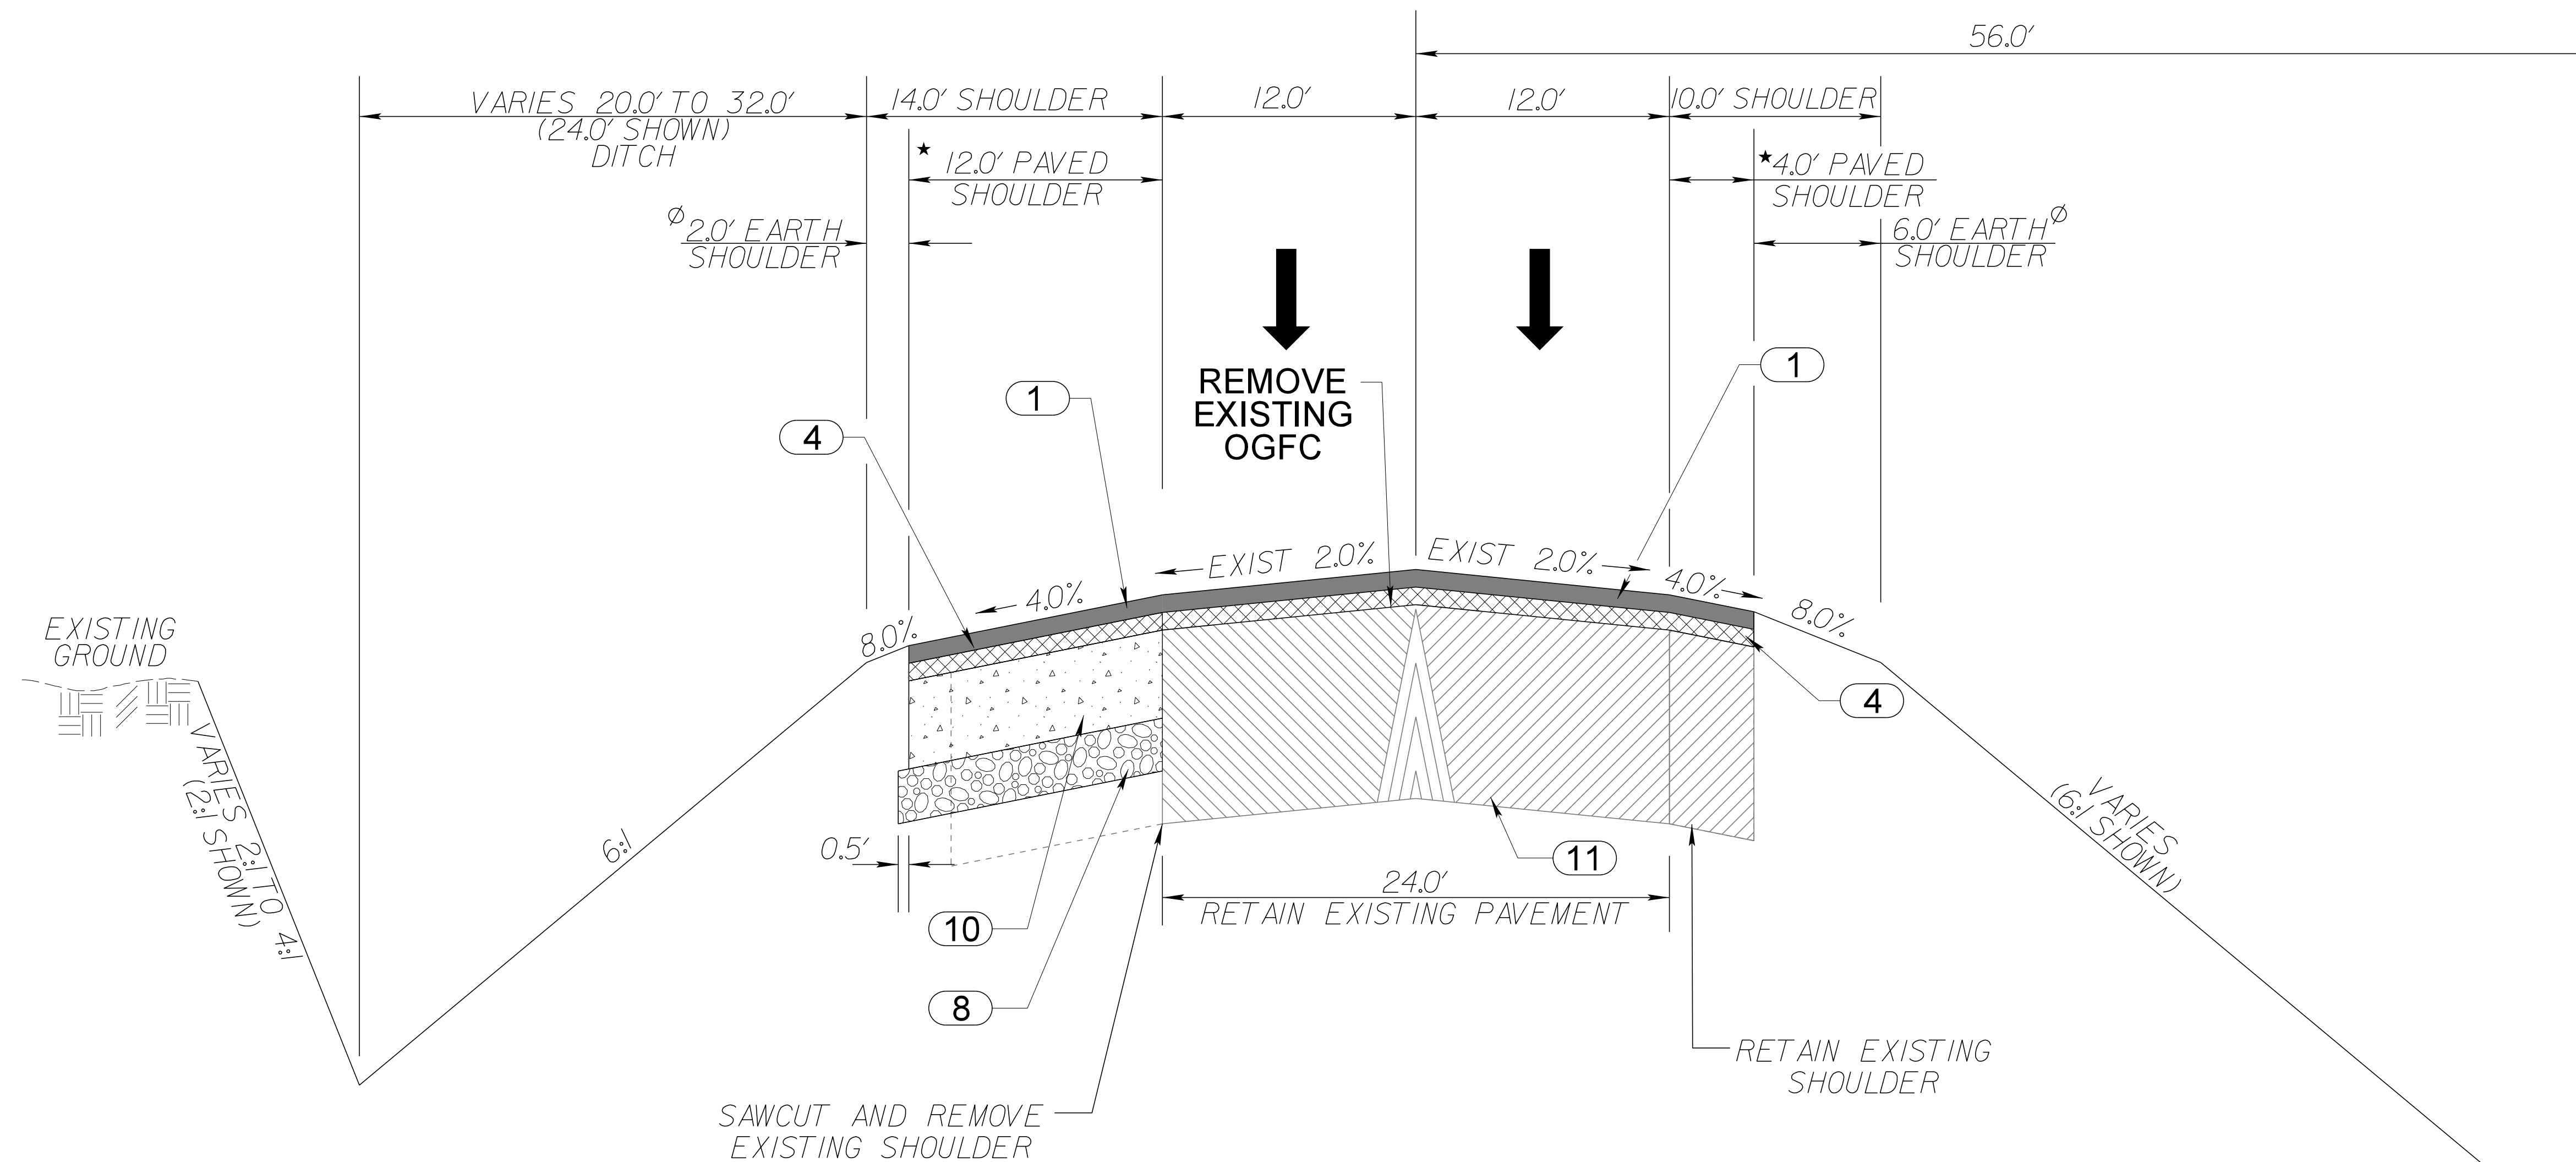 56.0'
VARIES 20.0' TO 32.0'
(24.0' SHOWN)
DITCH
14.0' SHOULDER
12.0'
12.0'
10.0' SHOULDER
★ 12.0' PAVED
SHOULDER
★ 4.0' PAVED
SHOULDER
Ø 2.0' EARTH
SHOULDER
6.0' EARTH Ø
SHOULDER
1
REMOVE
EXISTING
OGFC
1
4
EXIST 2.0%
EXIST 2.0%
4.0%
4.0%
8.0%
8.0%
EXISTING
GROUND
4
VARIES 2:1 TO 4:1
(2:1 SHOWN)
6:1
VARIES
(6:1 SHOWN)
0.5'
11
24.0'
RETAIN EXISTING PAVEMENT
10
8
RETAIN EXISTING
SHOULDER
SAWCUT AND REMOVE
EXISTING SHOULDER